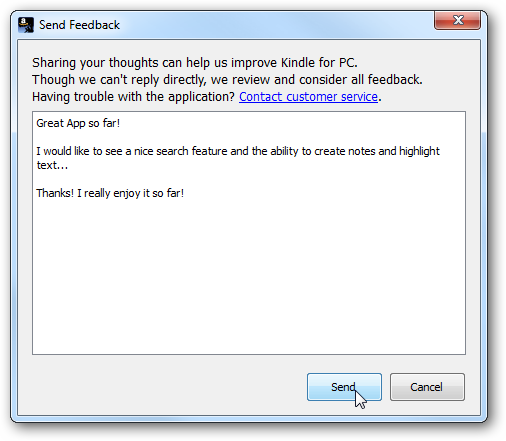 Send Feedback
Sharing your thoughts can help us improve Kindle for PC.
Though we can't reply directly, we review and consider all feedback.
Having trouble with the application? Contact customer service.
Great App so far!
I would like to see a nice search feature and the ability to create notes and highlight
text...
Thanks! I really enjoy it so far!
Send
Cancel